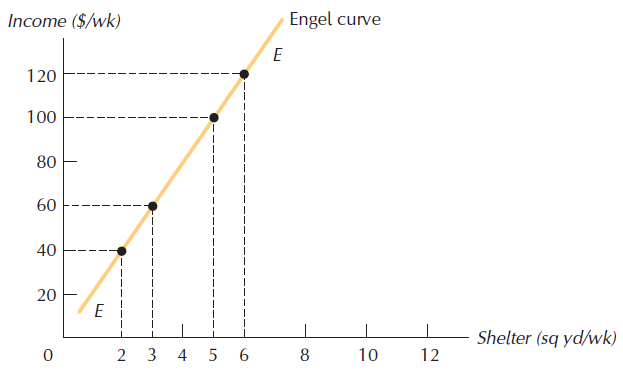 Income ($/wk)
Engel curve
E
120
100
80
60
40
20
E
Shelter (sq yd/wk)
0 2 3 4 5 6 8 10 12